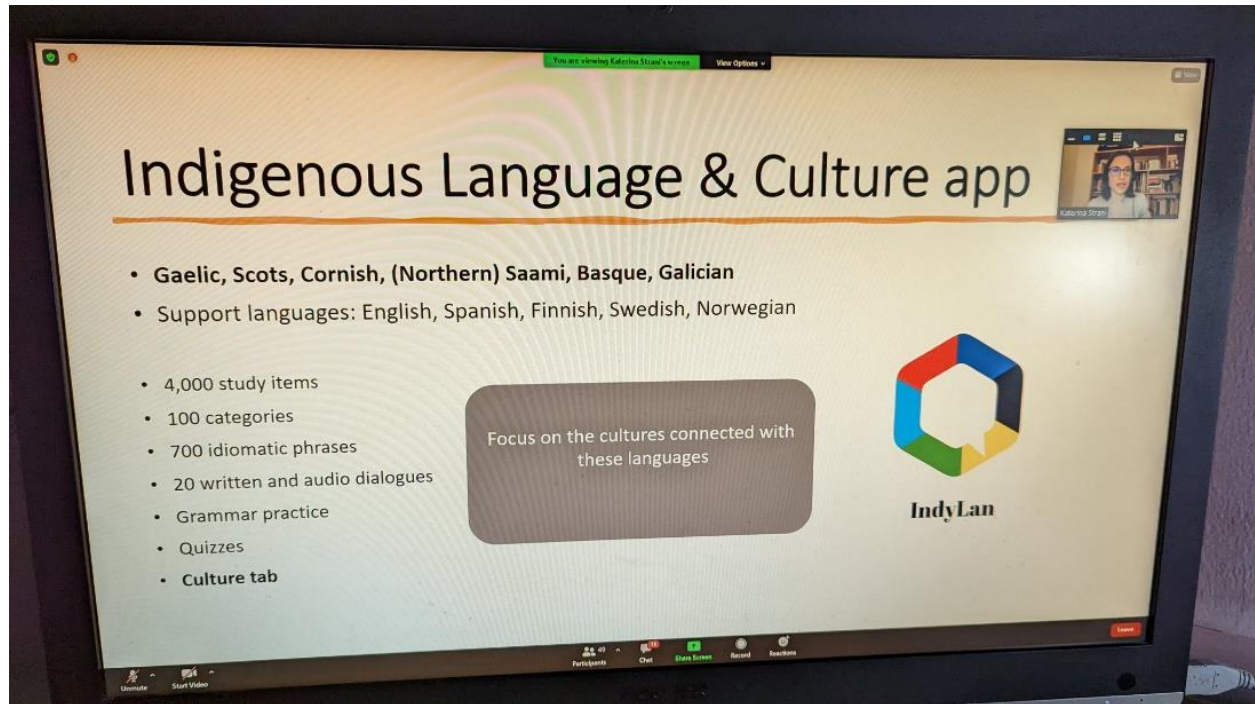 You are viewing Katerina Strani's screen
View Options
View
Indigenous Language & Culture app
Katerina Strani
• Gaelic, Scots, Cornish, (Northern) Saami, Basque, Galician
• Support languages: English, Spanish, Finnish, Swedish, Norwegian
• 4,000 study items
• 100 categories
• 700 idiomatic phrases
• 20 written and audio dialogues
• Grammar practice
• Quizzes
• Culture tab
Focus on the cultures connected with
these languages
IndyLan
Leave
Unmute
Start Video
49
Participants
Chat
Share Screen
Record
Reactions